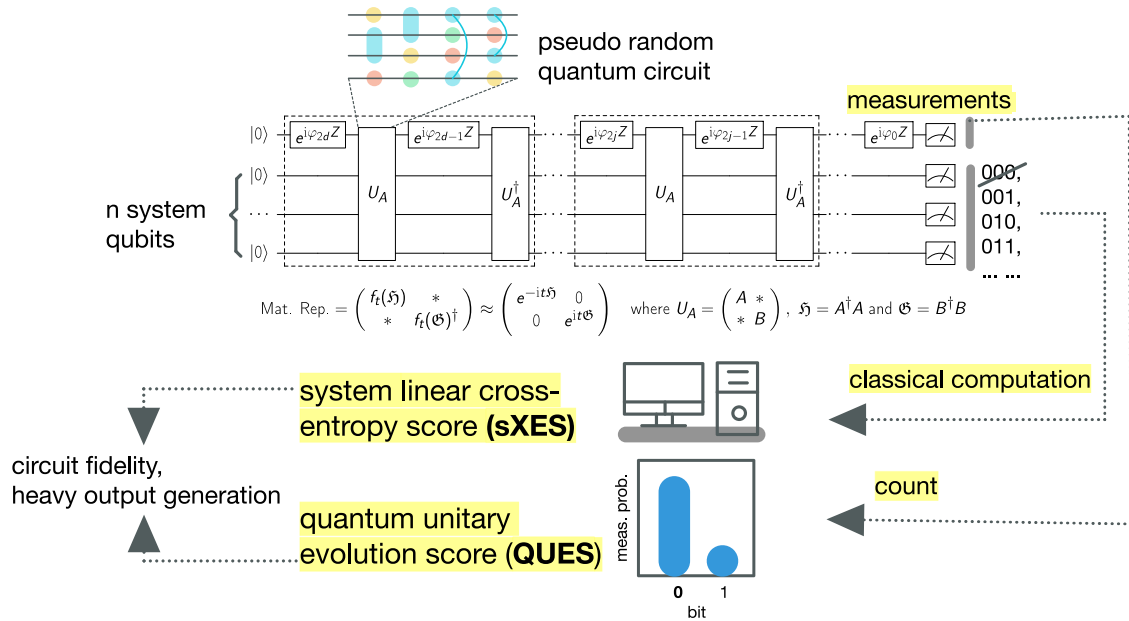 pseudo random
quantum circuit
measurements
|0⟩ e^{iφ_{2d}Z} e^{iφ_{2d−1}Z} ··· e^{iφ_{2j}Z} e^{iφ_{2j−1}Z} ··· e^{iφ_0Z}
|0⟩ ··· ··· 000,
n system U_A U_A^† U_A U_A^† 001,
qubits ··· ··· ··· 010,
|0⟩ ··· ··· 011,
... ...
Mat. Rep. = ( f_t(ℌ) * ; * f_t(𝔊)^† ) ≈ ( e^{−itℌ} 0 ; 0 e^{it𝔊} ) where U_A = ( A * ; * B ), ℌ = A^†A and 𝔊 = B^†B
system linear cross-
entropy score (sXES)
classical computation
circuit fidelity,
heavy output generation
quantum unitary
evolution score (QUES)
count
meas. prob.
0 1
bit